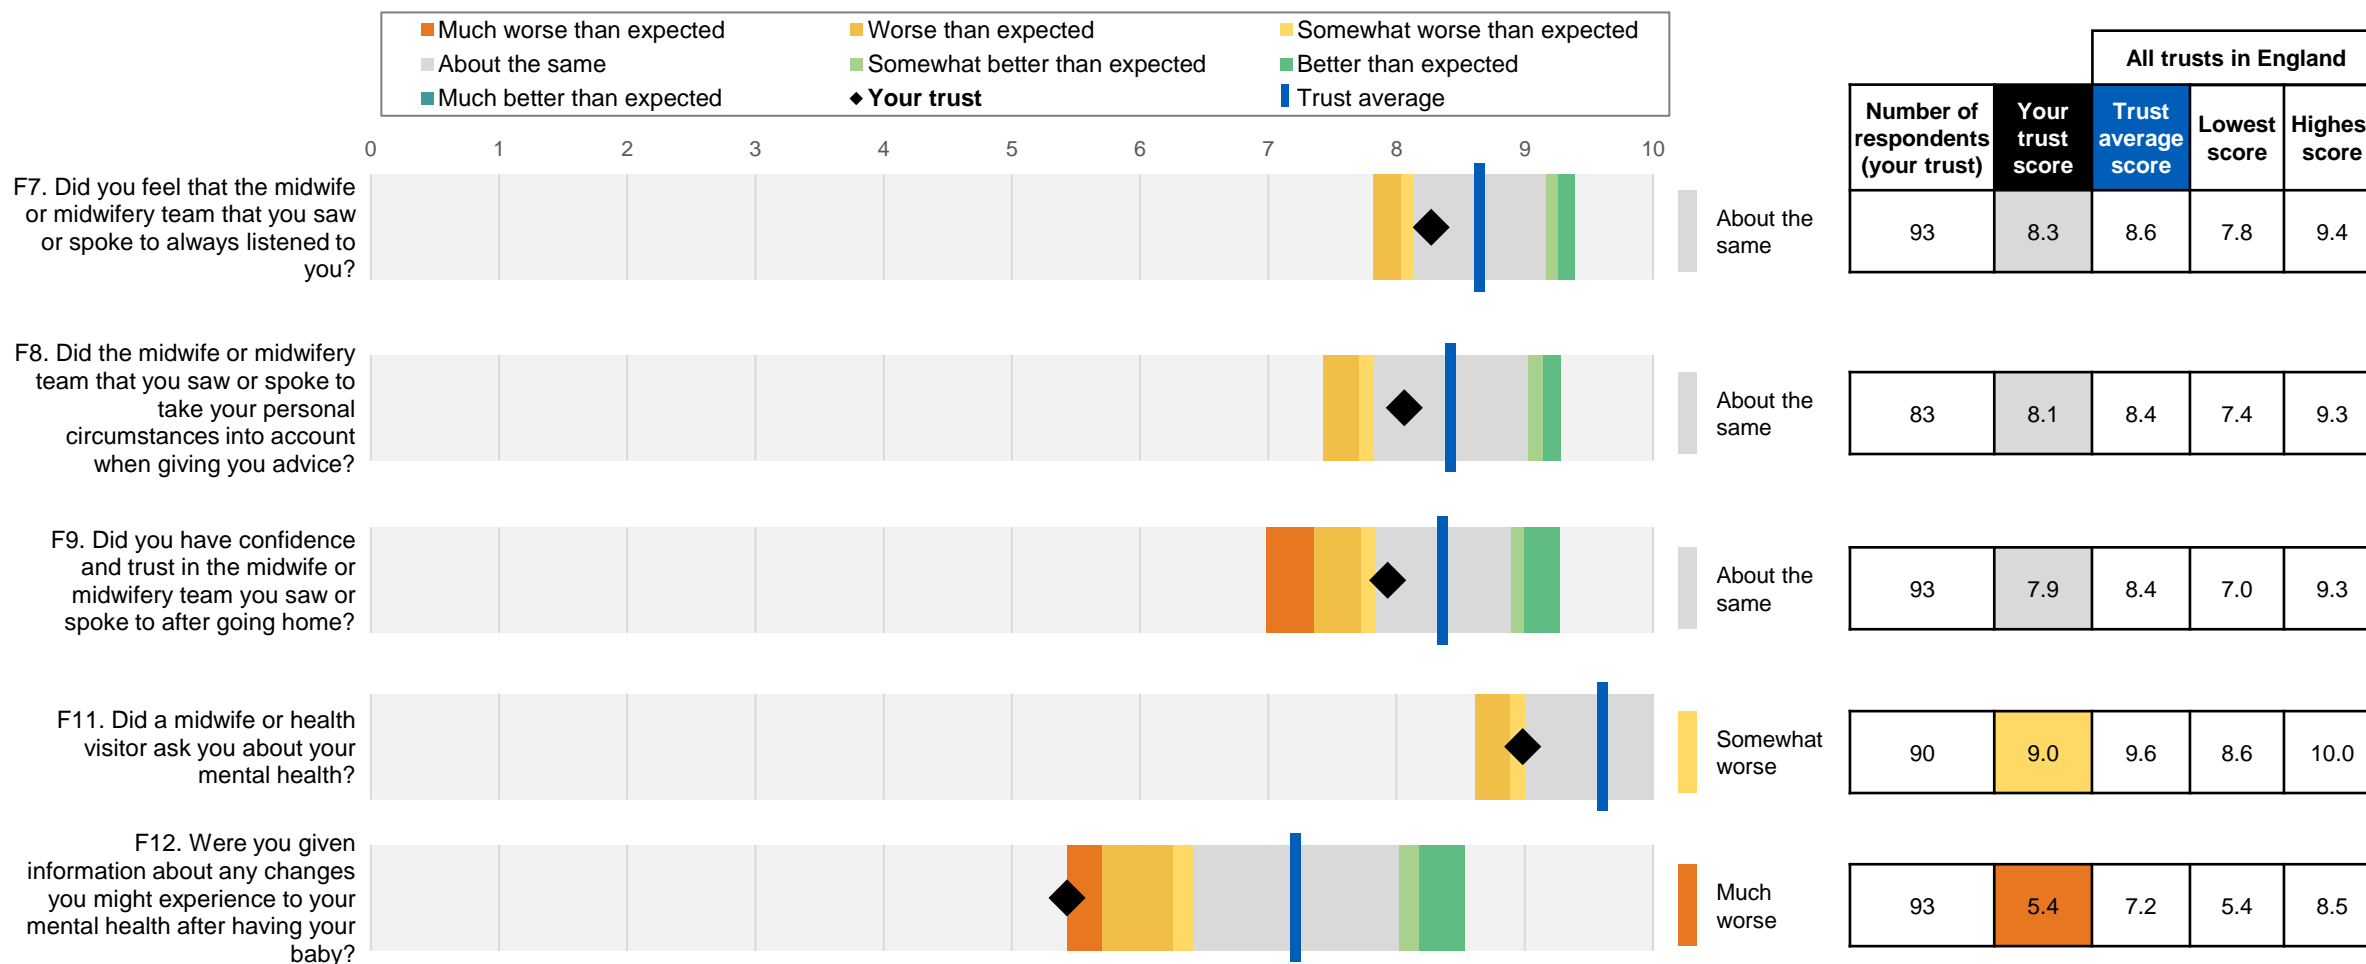 Much worse than expected
Worse than expected
Somewhat worse than expected
About the same
Somewhat better than expected
Better than expected
Much better than expected
Your trust
Trust average
All trusts in England
Number of
respondents
(your trust)
Your
trust
score
Trust
average
score
Lowest
score
Highes
score
0 1 2 3 4 5 6 7 8 9 10
F7. Did you feel that the midwife
or midwifery team that you saw
or spoke to always listened to
you?
About the
same
93 8.3 8.6 7.8 9.4
F8. Did the midwife or midwifery
team that you saw or spoke to
take your personal
circumstances into account
when giving you advice?
About the
same
83 8.1 8.4 7.4 9.3
F9. Did you have confidence
and trust in the midwife or
midwifery team you saw or
spoke to after going home?
About the
same
93 7.9 8.4 7.0 9.3
F11. Did a midwife or health
visitor ask you about your
mental health?
Somewhat
worse
90 9.0 9.6 8.6 10.0
F12. Were you given
information about any changes
you might experience to your
mental health after having your
baby?
Much
worse
93 5.4 7.2 5.4 8.5